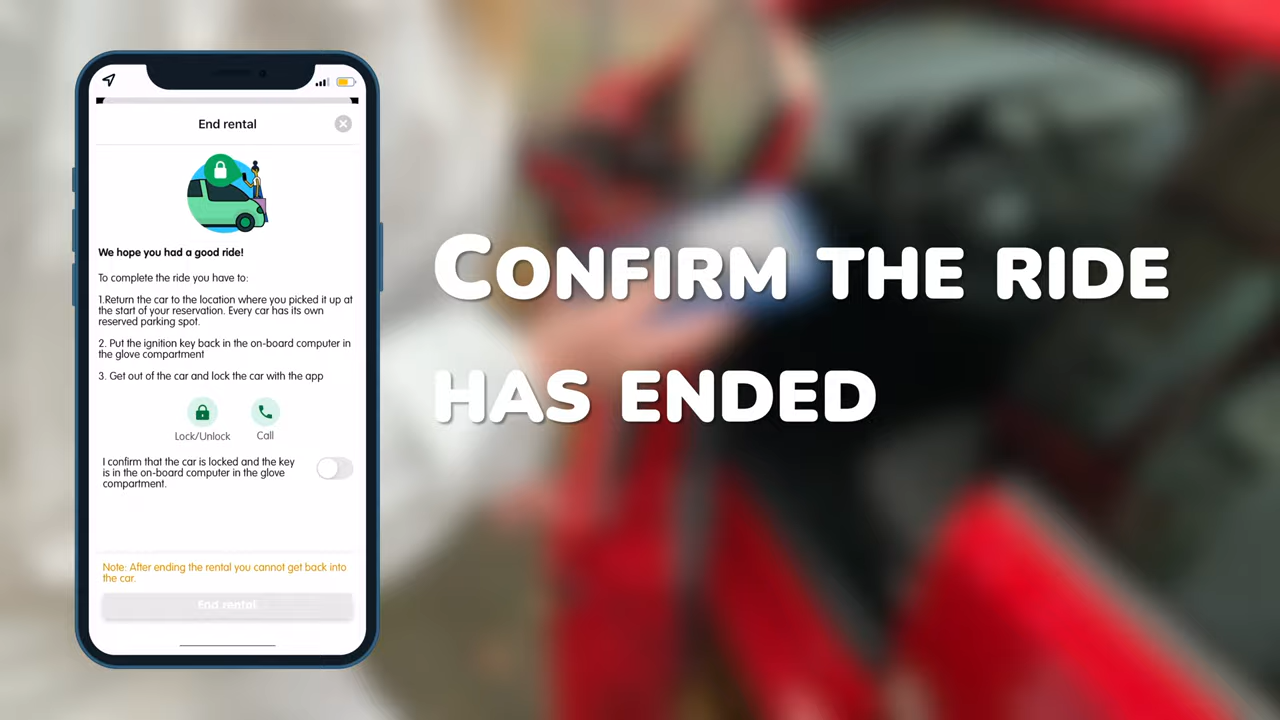 End rental
We hope you had a good ride!
To complete the ride you have to:
1.Return the car to the location where you picked it up at
the start of your reservation. Every car has its own
reserved parking spot.
2. Put the ignition key back in the on-board computer in
the glove compartment
3. Get out of the car and lock the car with the app
Lock/Unlock
Call
I confirm that the car is locked and the key
is in the on-board computer in the glove
compartment.
Note: After ending the rental you cannot get back into
the car.
End rental
CONFIRM THE RIDE
HAS ENDED